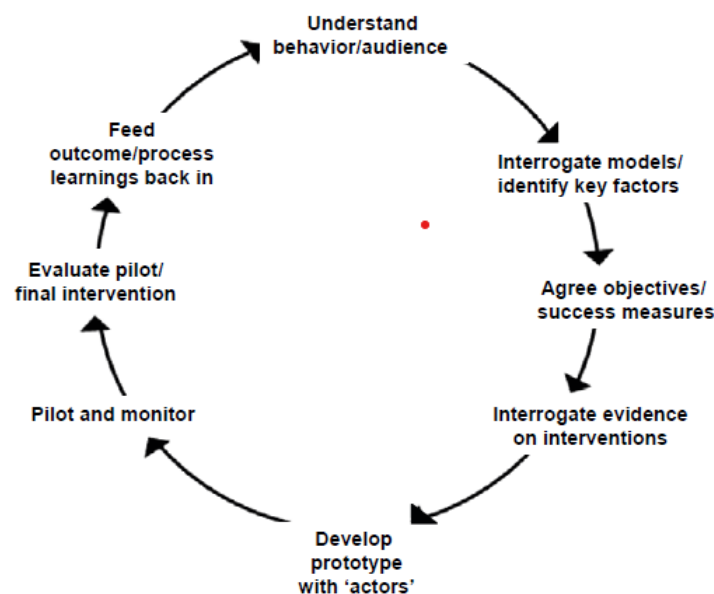 Understand
behavior/audience
Interrogate models/
identify key factors
Agree objectives/
success measures
Interrogate evidence
on interventions
Develop
prototype
with ‘actors’
Pilot and monitor
Evaluate pilot/
final intervention
Feed
outcome/process
learnings back in